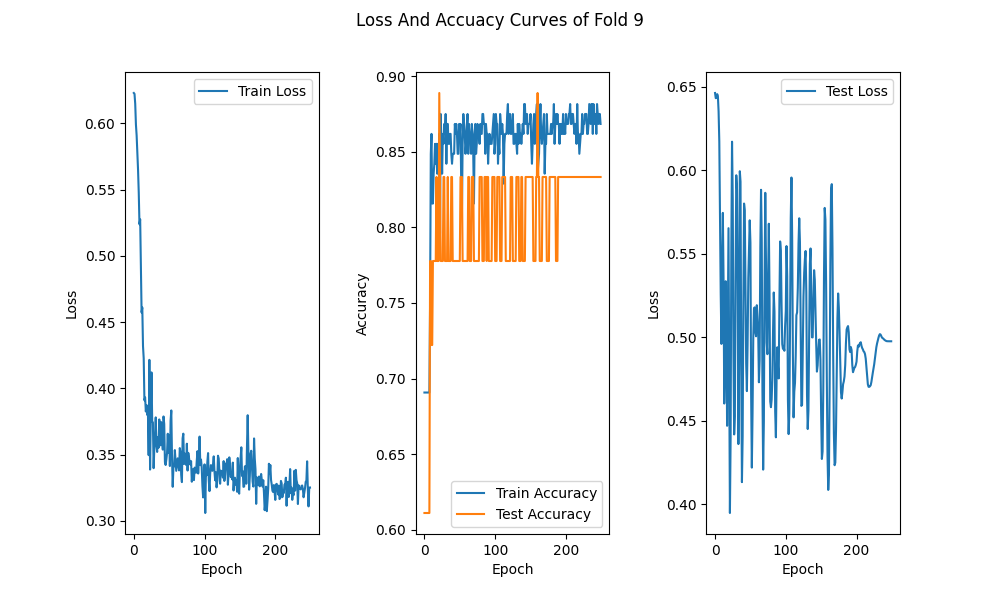 Loss And Accuacy Curves of Fold 9
Train Loss
0.60
0.55
0.50
0.45
0.40
0.35
0.30
Loss
0
100
200
Epoch
0.90
0.85
0.80
0.75
0.70
0.65
0.60
Accuracy
Train Accuracy
Test Accuracy
0
100
200
Epoch
Test Loss
0.65
0.60
0.55
0.50
0.45
0.40
Loss
0
100
200
Epoch